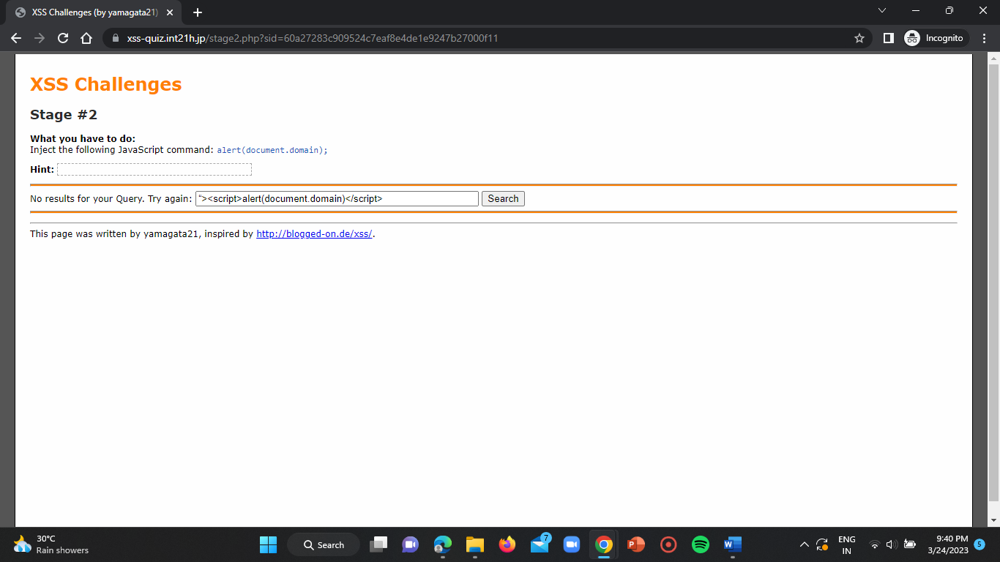 XSS Challenges (by yamagata21)
xss-quiz.int21h.jp/stage2.php?sid=60a27283c909524c7eaf8e4de1e9247b27000f11
Incognito
XSS Challenges
Stage #2
What you have to do:
Inject the following JavaScript command: alert(document.domain);
Hint:
No results for your Query. Try again: “><script>alert(document.domain)</script> Search
This page was written by yamagata21, inspired by http://blogged-on.de/xss/.
30°C
Rain showers
Search
7
ENG
IN
9:40 PM
3/24/2023
5